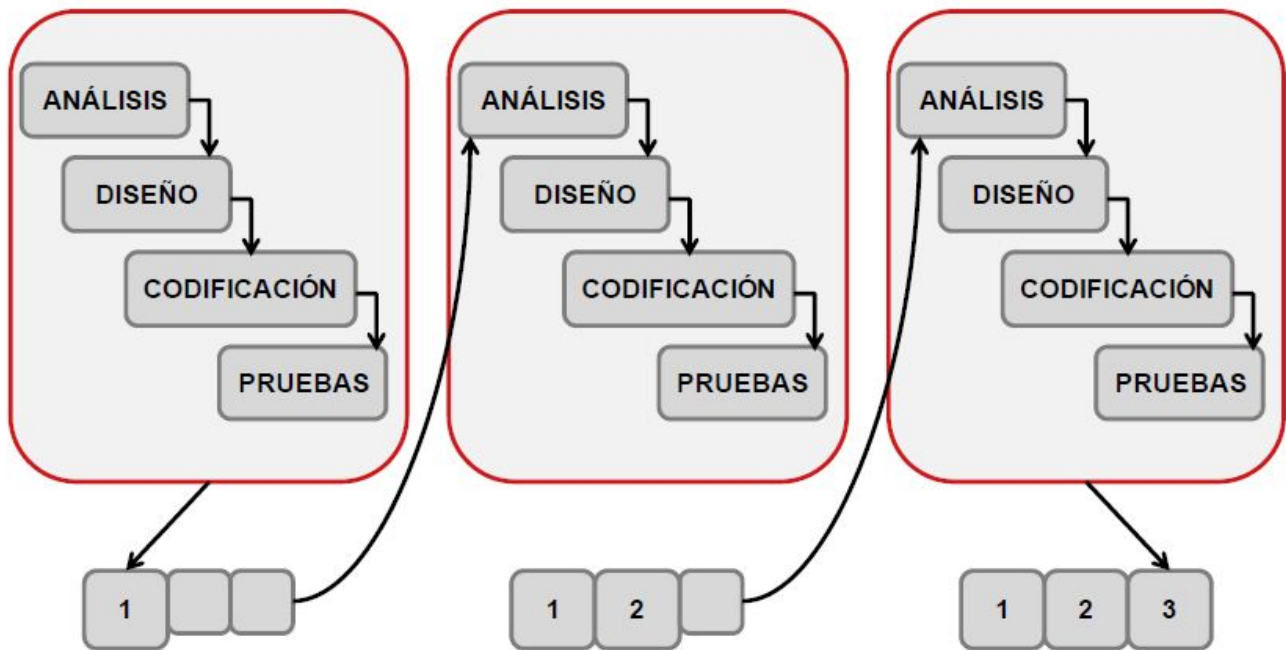 ANÁLISIS
DISEÑO
CODIFICACIÓN
PRUEBAS
ANÁLISIS
DISEÑO
CODIFICACIÓN
PRUEBAS
ANÁLISIS
DISEÑO
CODIFICACIÓN
PRUEBAS
1
1 2
1 2 3